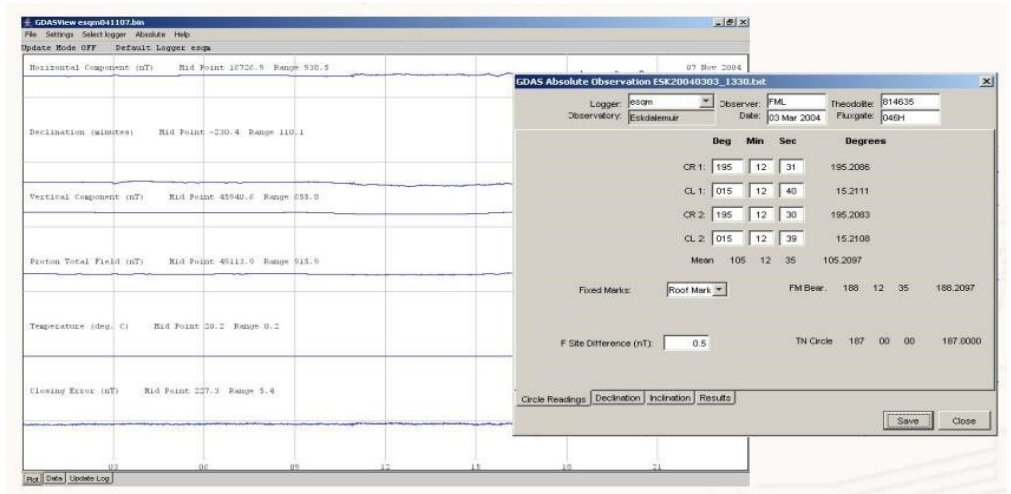 GDASView esqm041107.bin
File Settings Select logger Absolute Help
Update Mode OFF Default Logger esqm
Horizontal Component (nT) Mid Point 16726.9 Range 938.5
07 Nov 2004
Declination (minutes) Mid Point -230.4 Range 110.1
Vertical Component (nT) Mid Point 45940.6 Range 655.8
Proton Total Field (nT) Mid Point 49113.9 Range 915.9
Temperature (deg. C) Mid Point 20.2 Range 0.2
Closing Error (nT) Mid Point 227.3 Range 5.4
03 06 09 12 15 18 21
Plot Data Update Log
GDAS Absolute Observation ESK20040303_1330.txt
Logger: esqm Observer: FML Theodolite: 814635
Observatory: Eskdalemuir Date: 03 Mar 2004 Fluxgate: 046H
Deg Min Sec Degrees
CR 1: 195 12 31 195.2086
CL 1: 015 12 40 15.2111
CR 2: 195 12 30 195.2083
CL 2: 015 12 39 15.2108
Mean 105 12 35 105.2097
Fixed Marks: Roof Mark FM Bear. 188 12 35 188.2097
F Site Difference (nT): 0.5 TN Circle 187 00 00 187.0000
Circle Readings Declination Inclination Results
Save Close